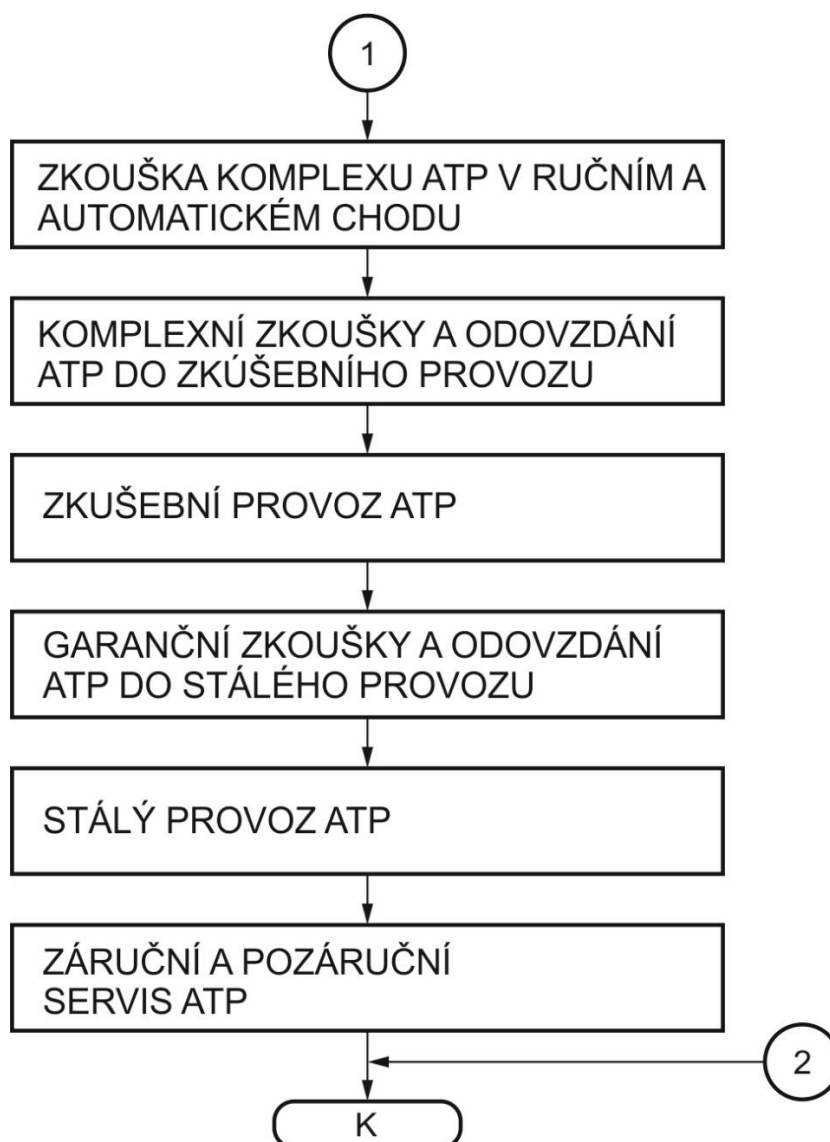 1
ZKOUŠKA KOMPLEXU ATP V RUČNÍM A
AUTOMATICKÉM CHODU
KOMPLEXNÍ ZKOUŠKY A ODOVZDÁNÍ
ATP DO ZKÚŠEBNÍHO PROVOZU
ZKUŠEBNÍ PROVOZ ATP
GARANČNÍ ZKOUŠKY A ODOVZDÁNÍ
ATP DO STÁLÉHO PROVOZU
STÁLÝ PROVOZ ATP
ZÁRUČNÍ A POZÁRUČNÍ
SERVIS ATP
2
K